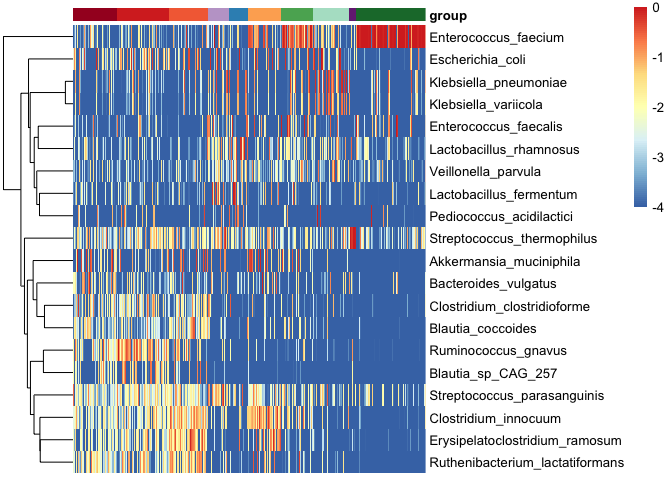 group
Enterococcus_faecium
Escherichia_coli
Klebsiella_pneumoniae
Klebsiella_variicola
Enterococcus_faecalis
Lactobacillus_rhamnosus
Veillonella_parvula
Lactobacillus_fermentum
Pediococcus_acidilactici
Streptococcus_thermophilus
Akkermansia_muciniphila
Bacteroides_vulgatus
Clostridium_clostridioforme
Blautia_coccoides
Ruminococcus_gnavus
Blautia_sp_CAG_257
Streptococcus_parasanguinis
Clostridium_innocuum
Erysipelatoclostridium_ramosum
Ruthenibacterium_lactatiformans
0
-1
-2
-3
-4